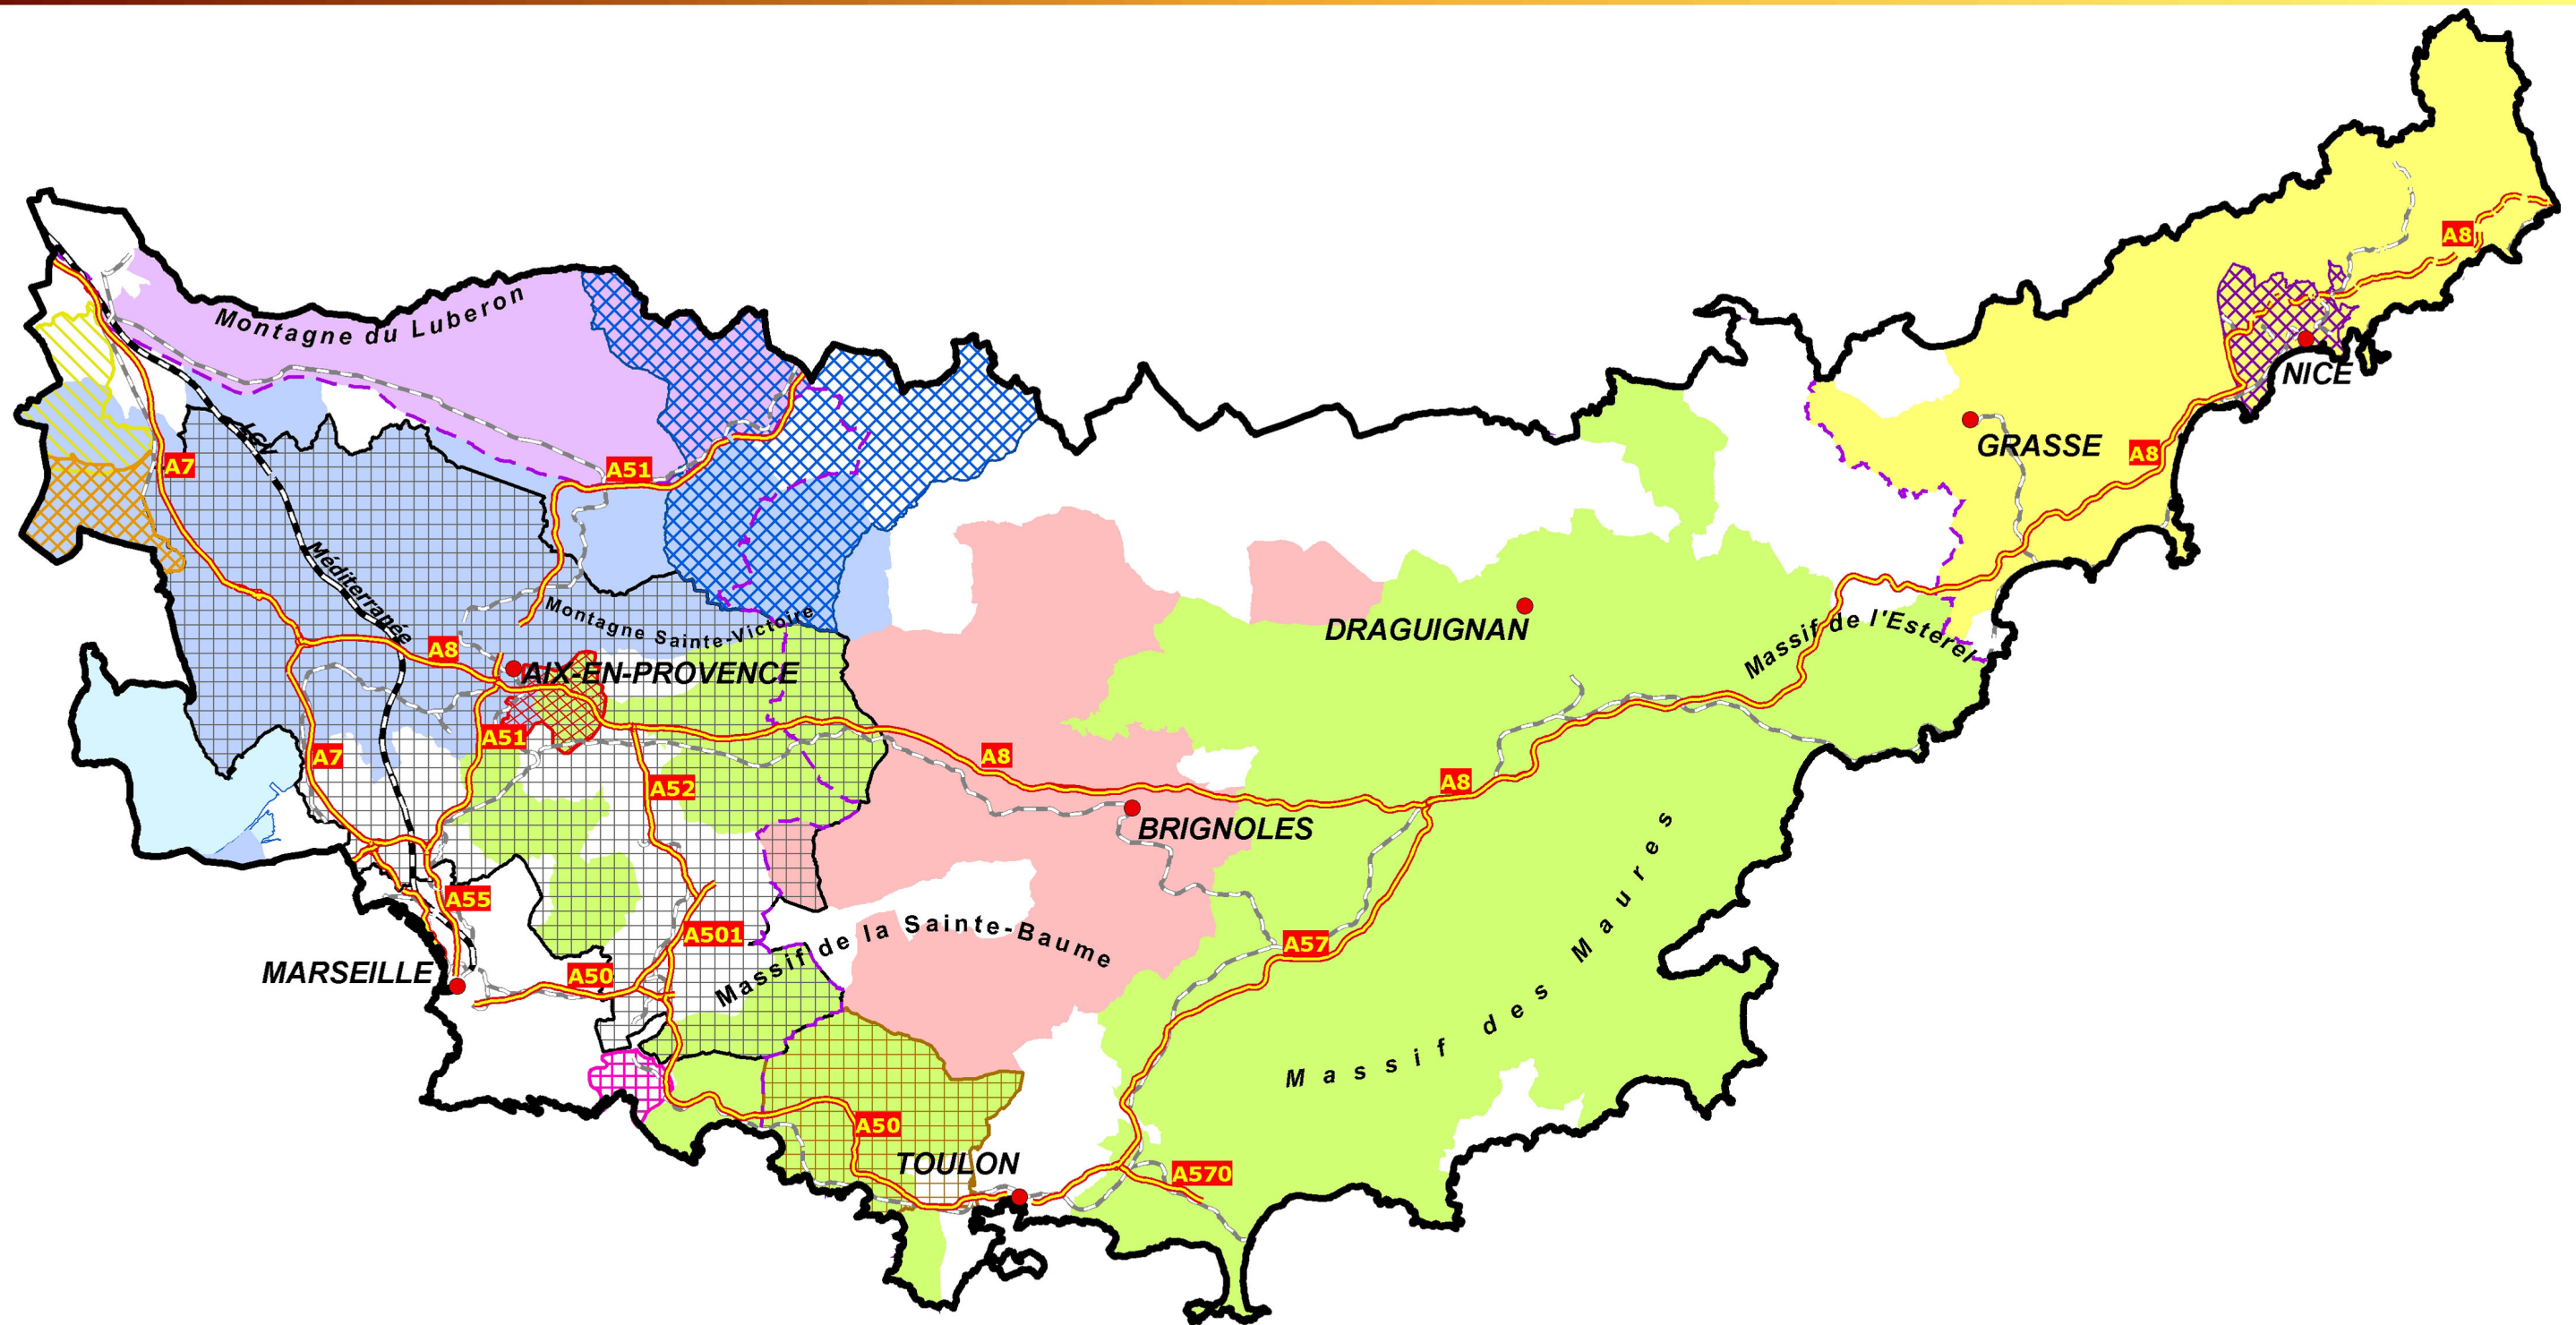 A8
Montagne du Luberon
NICE
GRASSE
A8
A7
A51
LGV
Méditerranée
Montagne Sainte-Victoire
DRAGUIGNAN
Massif de l'Esterel
A8
AIX-EN-PROVENCE
A51
A7
A8
A52
A8
BRIGNOLES
A55
A501
Massif de la Sainte-Baume
A57
Massif des Maures
MARSEILLE
A50
A50
TOULON
A570